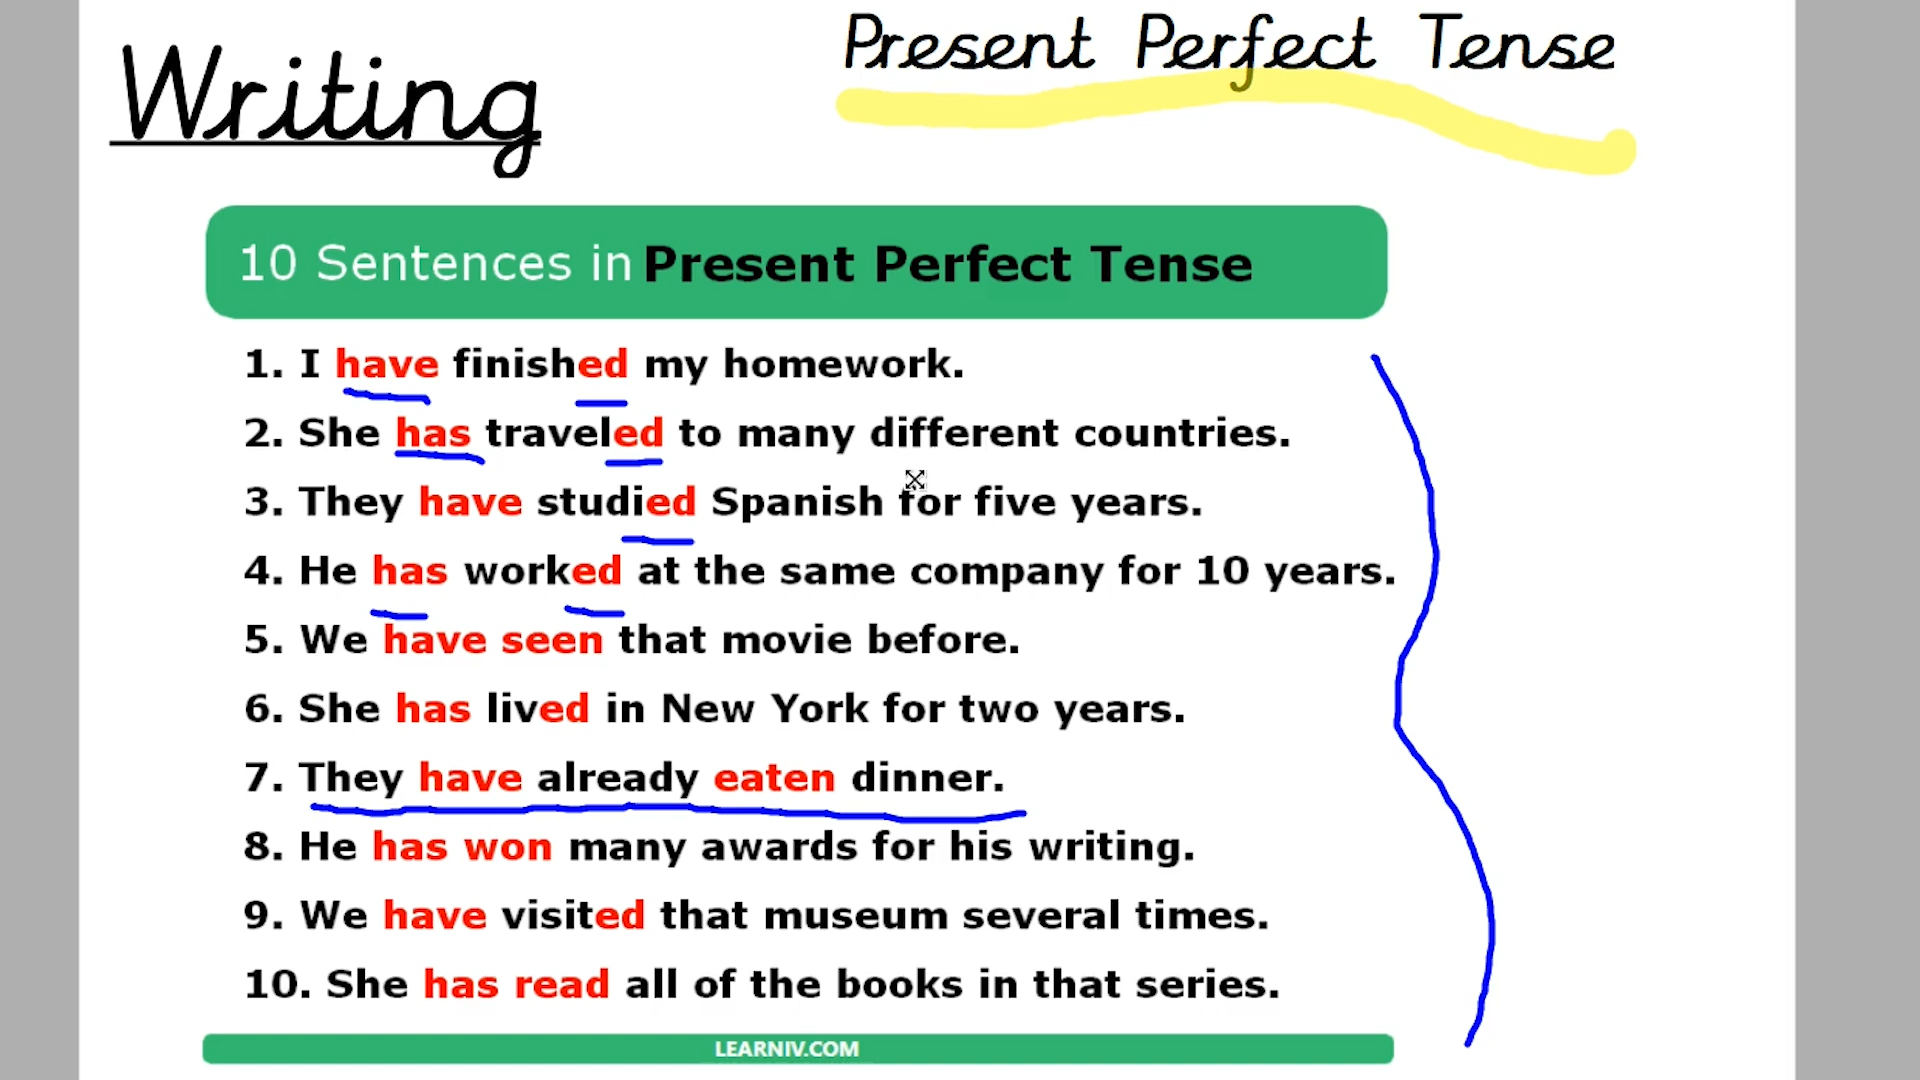 Writing
Present Perfect Tense
10 Sentences in Present Perfect Tense
1. I have finished my homework.
2. She has traveled to many different countries.
3. They have studied Spanish for five years.
4. He has worked at the same company for 10 years.
5. We have seen that movie before.
6. She has lived in New York for two years.
7. They have already eaten dinner.
8. He has won many awards for his writing.
9. We have visited that museum several times.
10. She has read all of the books in that series.
LEARNIV.COM